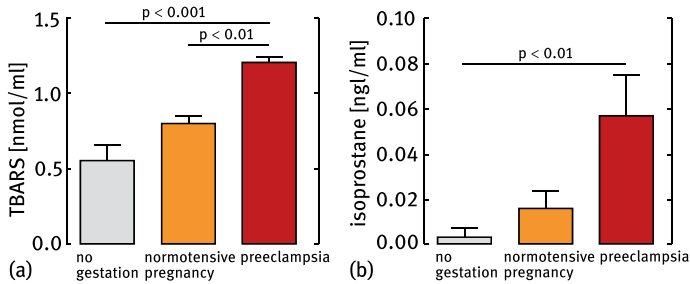 p < 0.001
p < 0.01
TBARS [nmol/ml]
1.5
1.0
0.5
0.0
no gestation
normotensive pregnancy
preeclampsia
(a)
p < 0.01
isoprostane [ngl/ml]
0.10
0.08
0.06
0.04
0.02
0.00
no gestation
normotensive pregnancy
preeclampsia
(b)